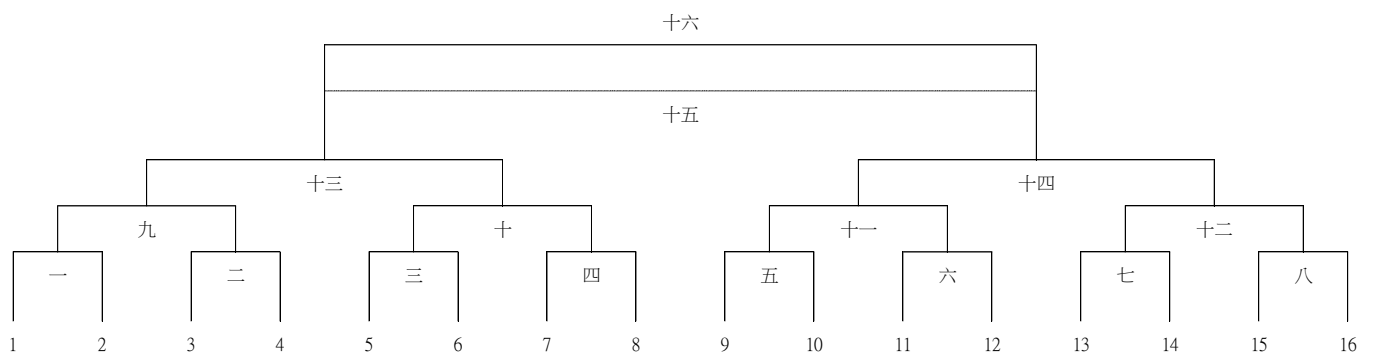 十六
十五
十三 十四
九 十 十一 十二
一 二 三 四 五 六 七 八
1 2 3 4 5 6 7 8 9 10 11 12 13 14 15 16